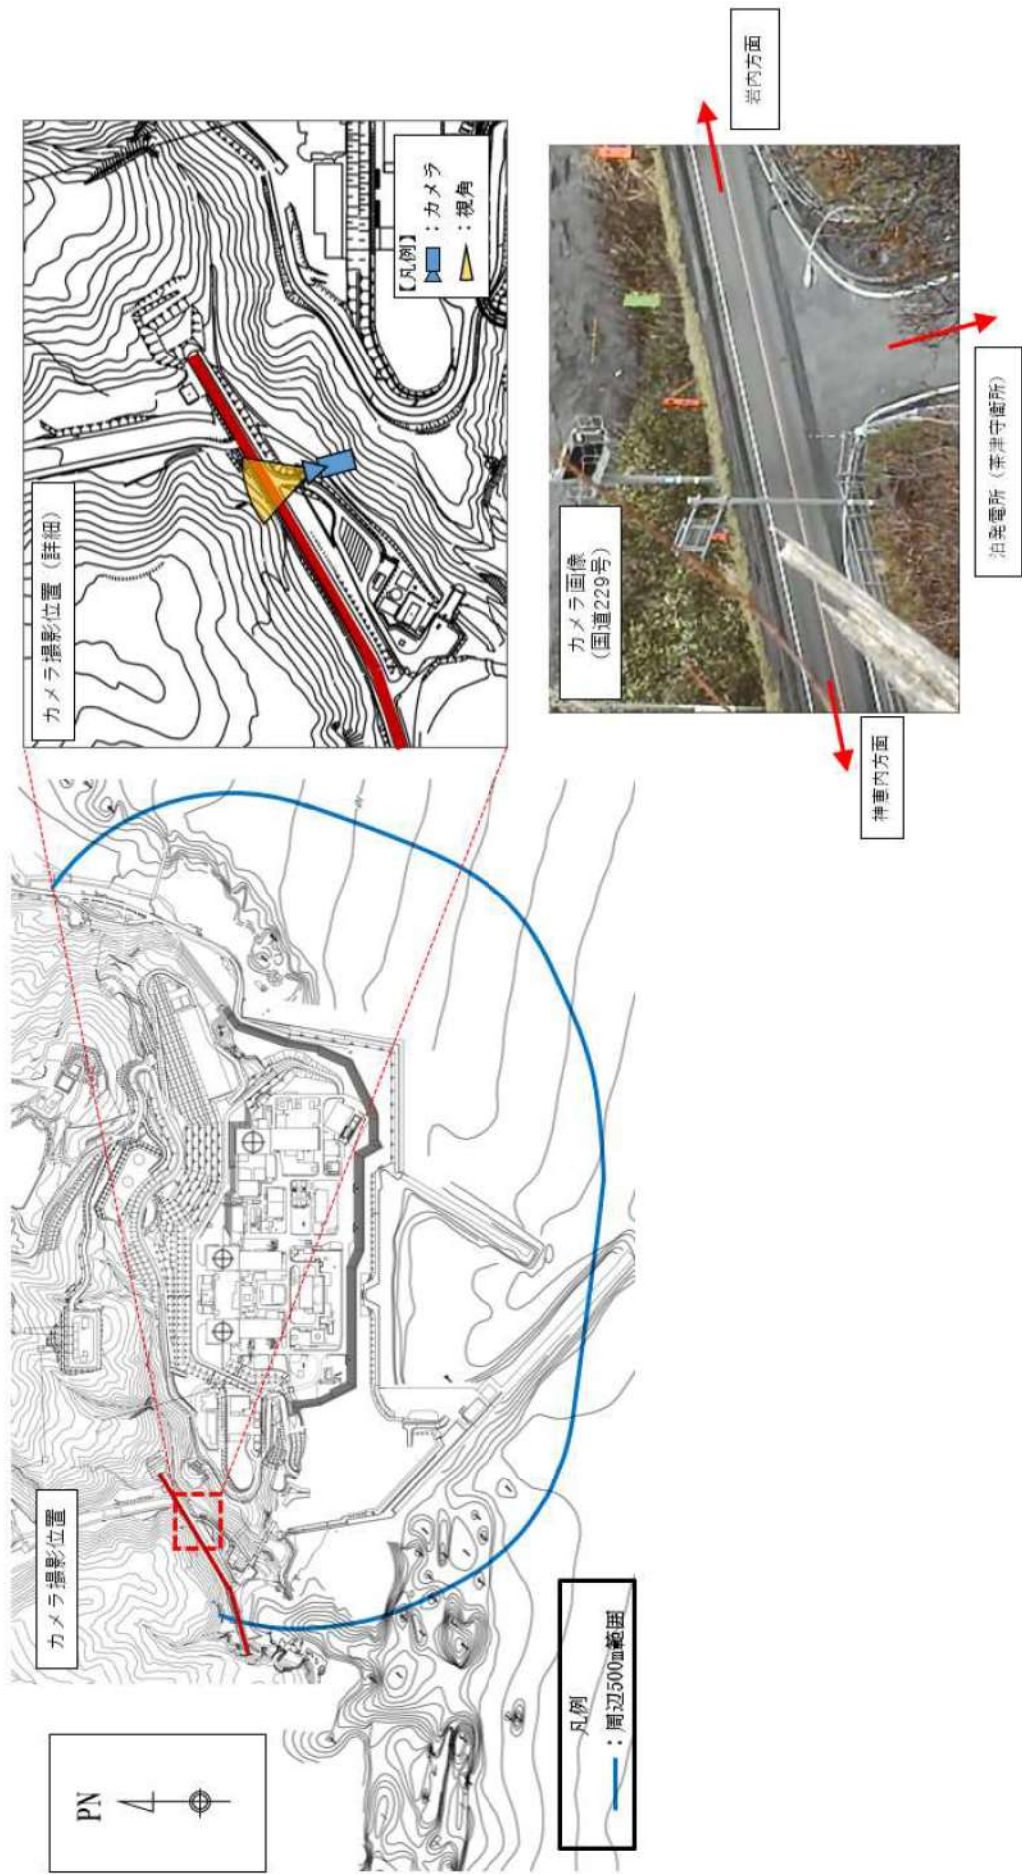 PN
カメラ撮影位置
凡例
：周辺500m範囲
カメラ撮影位置（詳細）
【凡例】
：カメラ
：視角
カメラ画像
（国道229号）
神恵内方面
泊発電所（茶津守衛所）
岩内方面